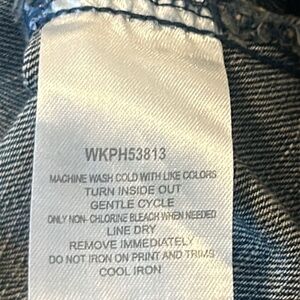 WKPH53813
MACHINE WASH COLD WITH LIKE COLORS
TURN INSIDE OUT
GENTLE CYCLE
ONLY NON- CHLORINE BLEACH WHEN NEEDED
LINE DRY
REMOVE IMMEDIATELY
DO NOT IRON ON PRINT AND TRIMS
COOL IRON